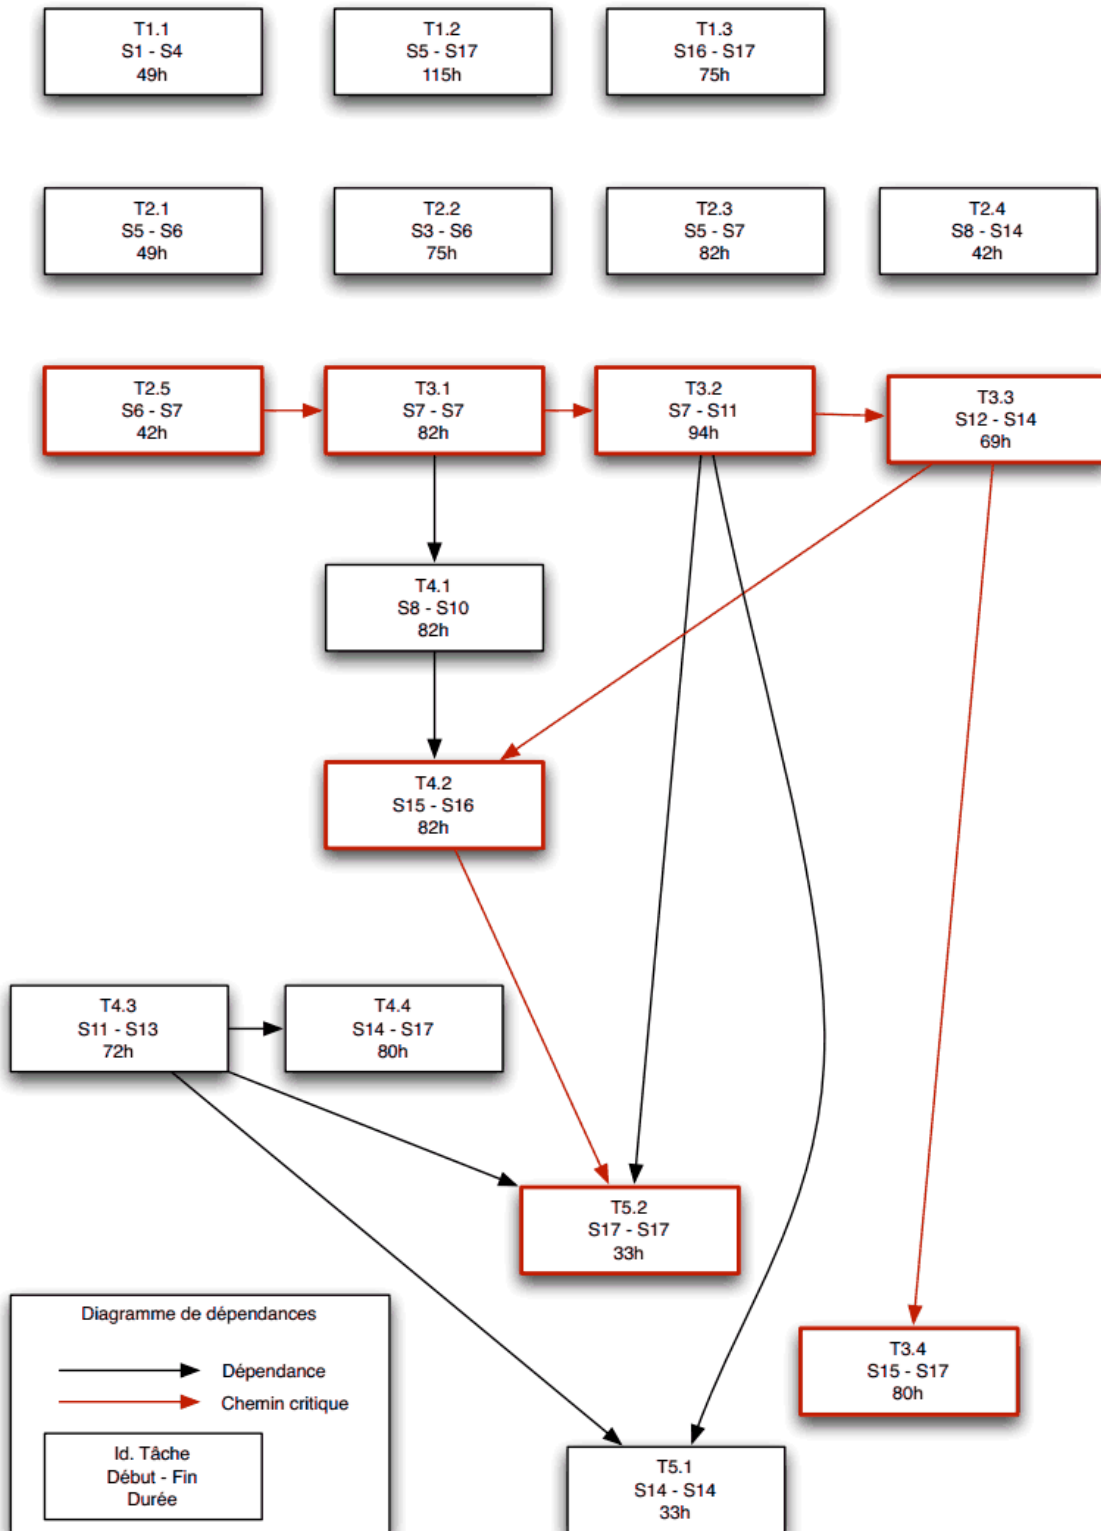 T1.1
S1 - S4
49h
T1.2
S5 - S17
115h
T1.3
S16 - S17
75h
T2.1
S5 - S6
49h
T2.2
S3 - S6
75h
T2.3
S5 - S7
82h
T2.4
S8 - S14
42h
T2.5
S6 - S7
42h
T3.1
S7 - S7
82h
T3.2
S7 - S11
94h
T3.3
S12 - S14
69h
T4.1
S8 - S10
82h
T4.2
S15 - S16
82h
T4.3
S11 - S13
72h
T4.4
S14 - S17
80h
T5.2
S17 - S17
33h
T3.4
S15 - S17
80h
T5.1
S14 - S14
33h
Diagramme de dépendances
Dépendance
Chemin critique
Id. Tâche
Début - Fin
Durée